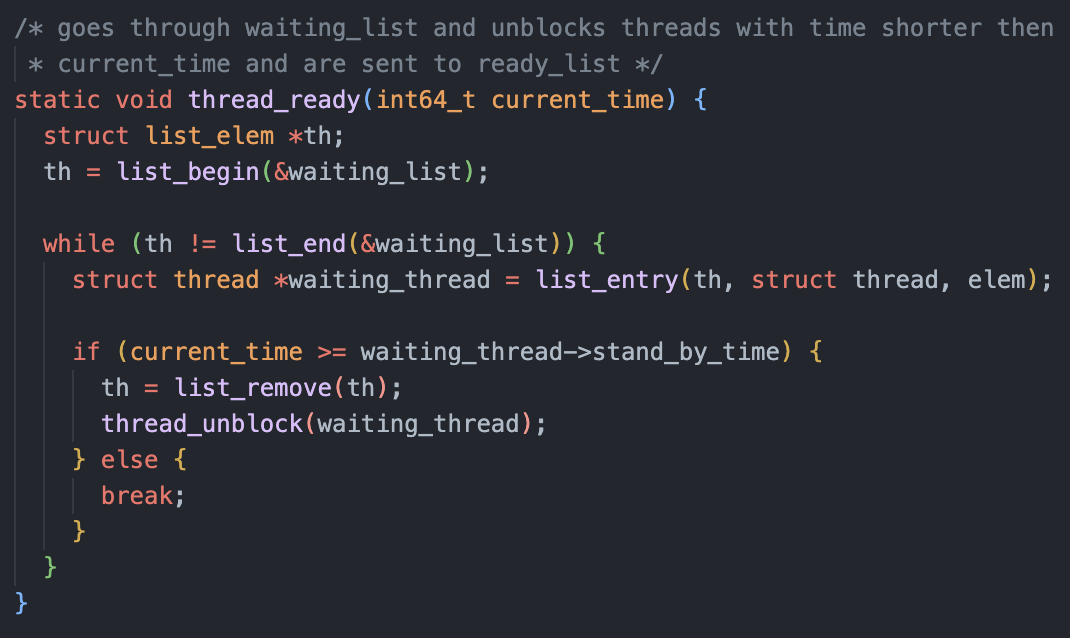 /* goes through waiting_list and unblocks threads with time shorter then
 * current_time and are sent to ready_list */
static void thread_ready(int64_t current_time) {
  struct list_elem *th;
  th = list_begin(&waiting_list);

  while (th != list_end(&waiting_list)) {
    struct thread *waiting_thread = list_entry(th, struct thread, elem);

    if (current_time >= waiting_thread->stand_by_time) {
      th = list_remove(th);
      thread_unblock(waiting_thread);
    } else {
      break;
    }
  }
}